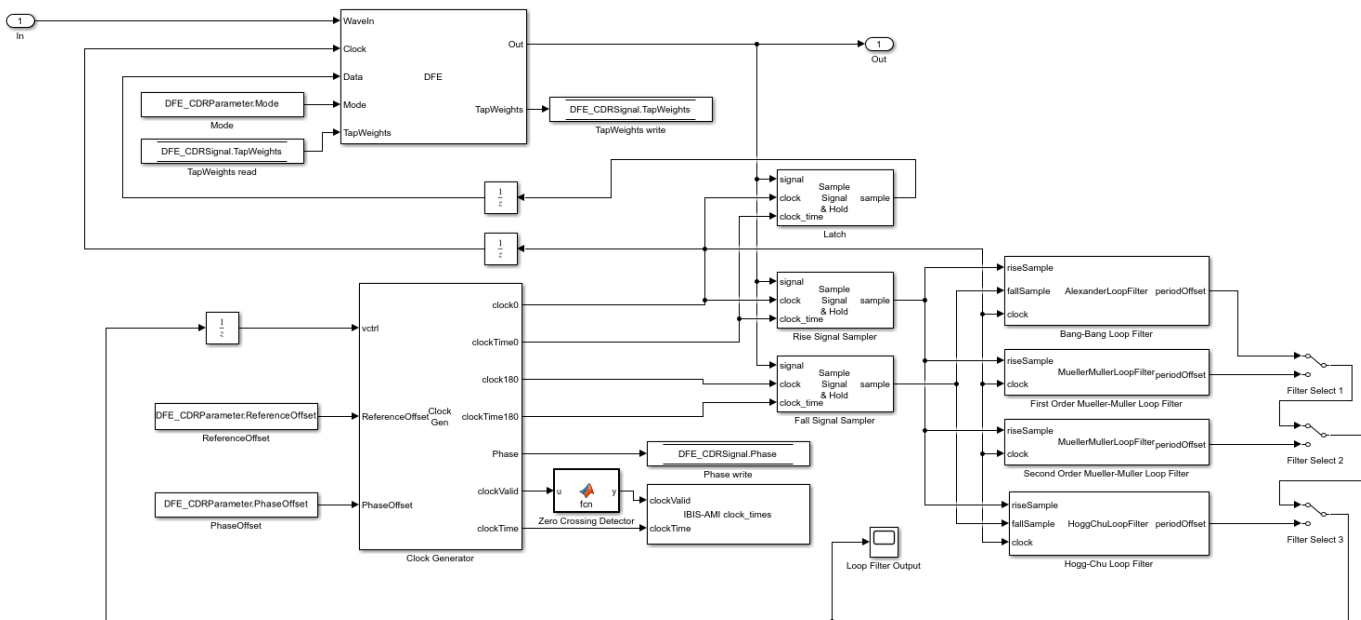 1
In
WaveIn
Clock
Data
Mode
TapWeights
DFE
Out
TapWeights
1
Out
DFE_CDRParameter.Mode
Mode
DFE_CDRSignal.TapWeights
TapWeights read
DFE_CDRSignal.TapWeights
TapWeights write
1
z
1
z
signal
clock
clock_time
Sample
Signal
& Hold
sample
Latch
signal
clock
clock_time
Sample
Signal
& Hold
sample
Rise Signal Sampler
signal
clock
clock_time
Sample
Signal
& Hold
sample
Fall Signal Sampler
1
z
vctrl
ReferenceOffset
PhaseOffset
Clock
Gen
clock0
clockTime0
clock180
clockTime180
Phase
clockValid
clockTime
Clock Generator
DFE_CDRParameter.ReferenceOffset
ReferenceOffset
DFE_CDRParameter.PhaseOffset
PhaseOffset
DFE_CDRSignal.Phase
Phase write
u
fcn
y
Zero Crossing Detector
clockValid
IBIS-AMI clock_times
clockTime
Loop Filter Output
riseSample
fallSample
clock
AlexanderLoopFilter
periodOffset
Bang-Bang Loop Filter
riseSample
clock
MuellerMullerLoopFilter
periodOffset
First Order Mueller-Muller Loop Filter
riseSample
clock
MuellerMullerLoopFilter
periodOffset
Second Order Mueller-Muller Loop Filter
riseSample
fallSample
clock
HoggChuLoopFilter
periodOffset
Hogg-Chu Loop Filter
Filter Select 1
Filter Select 2
Filter Select 3